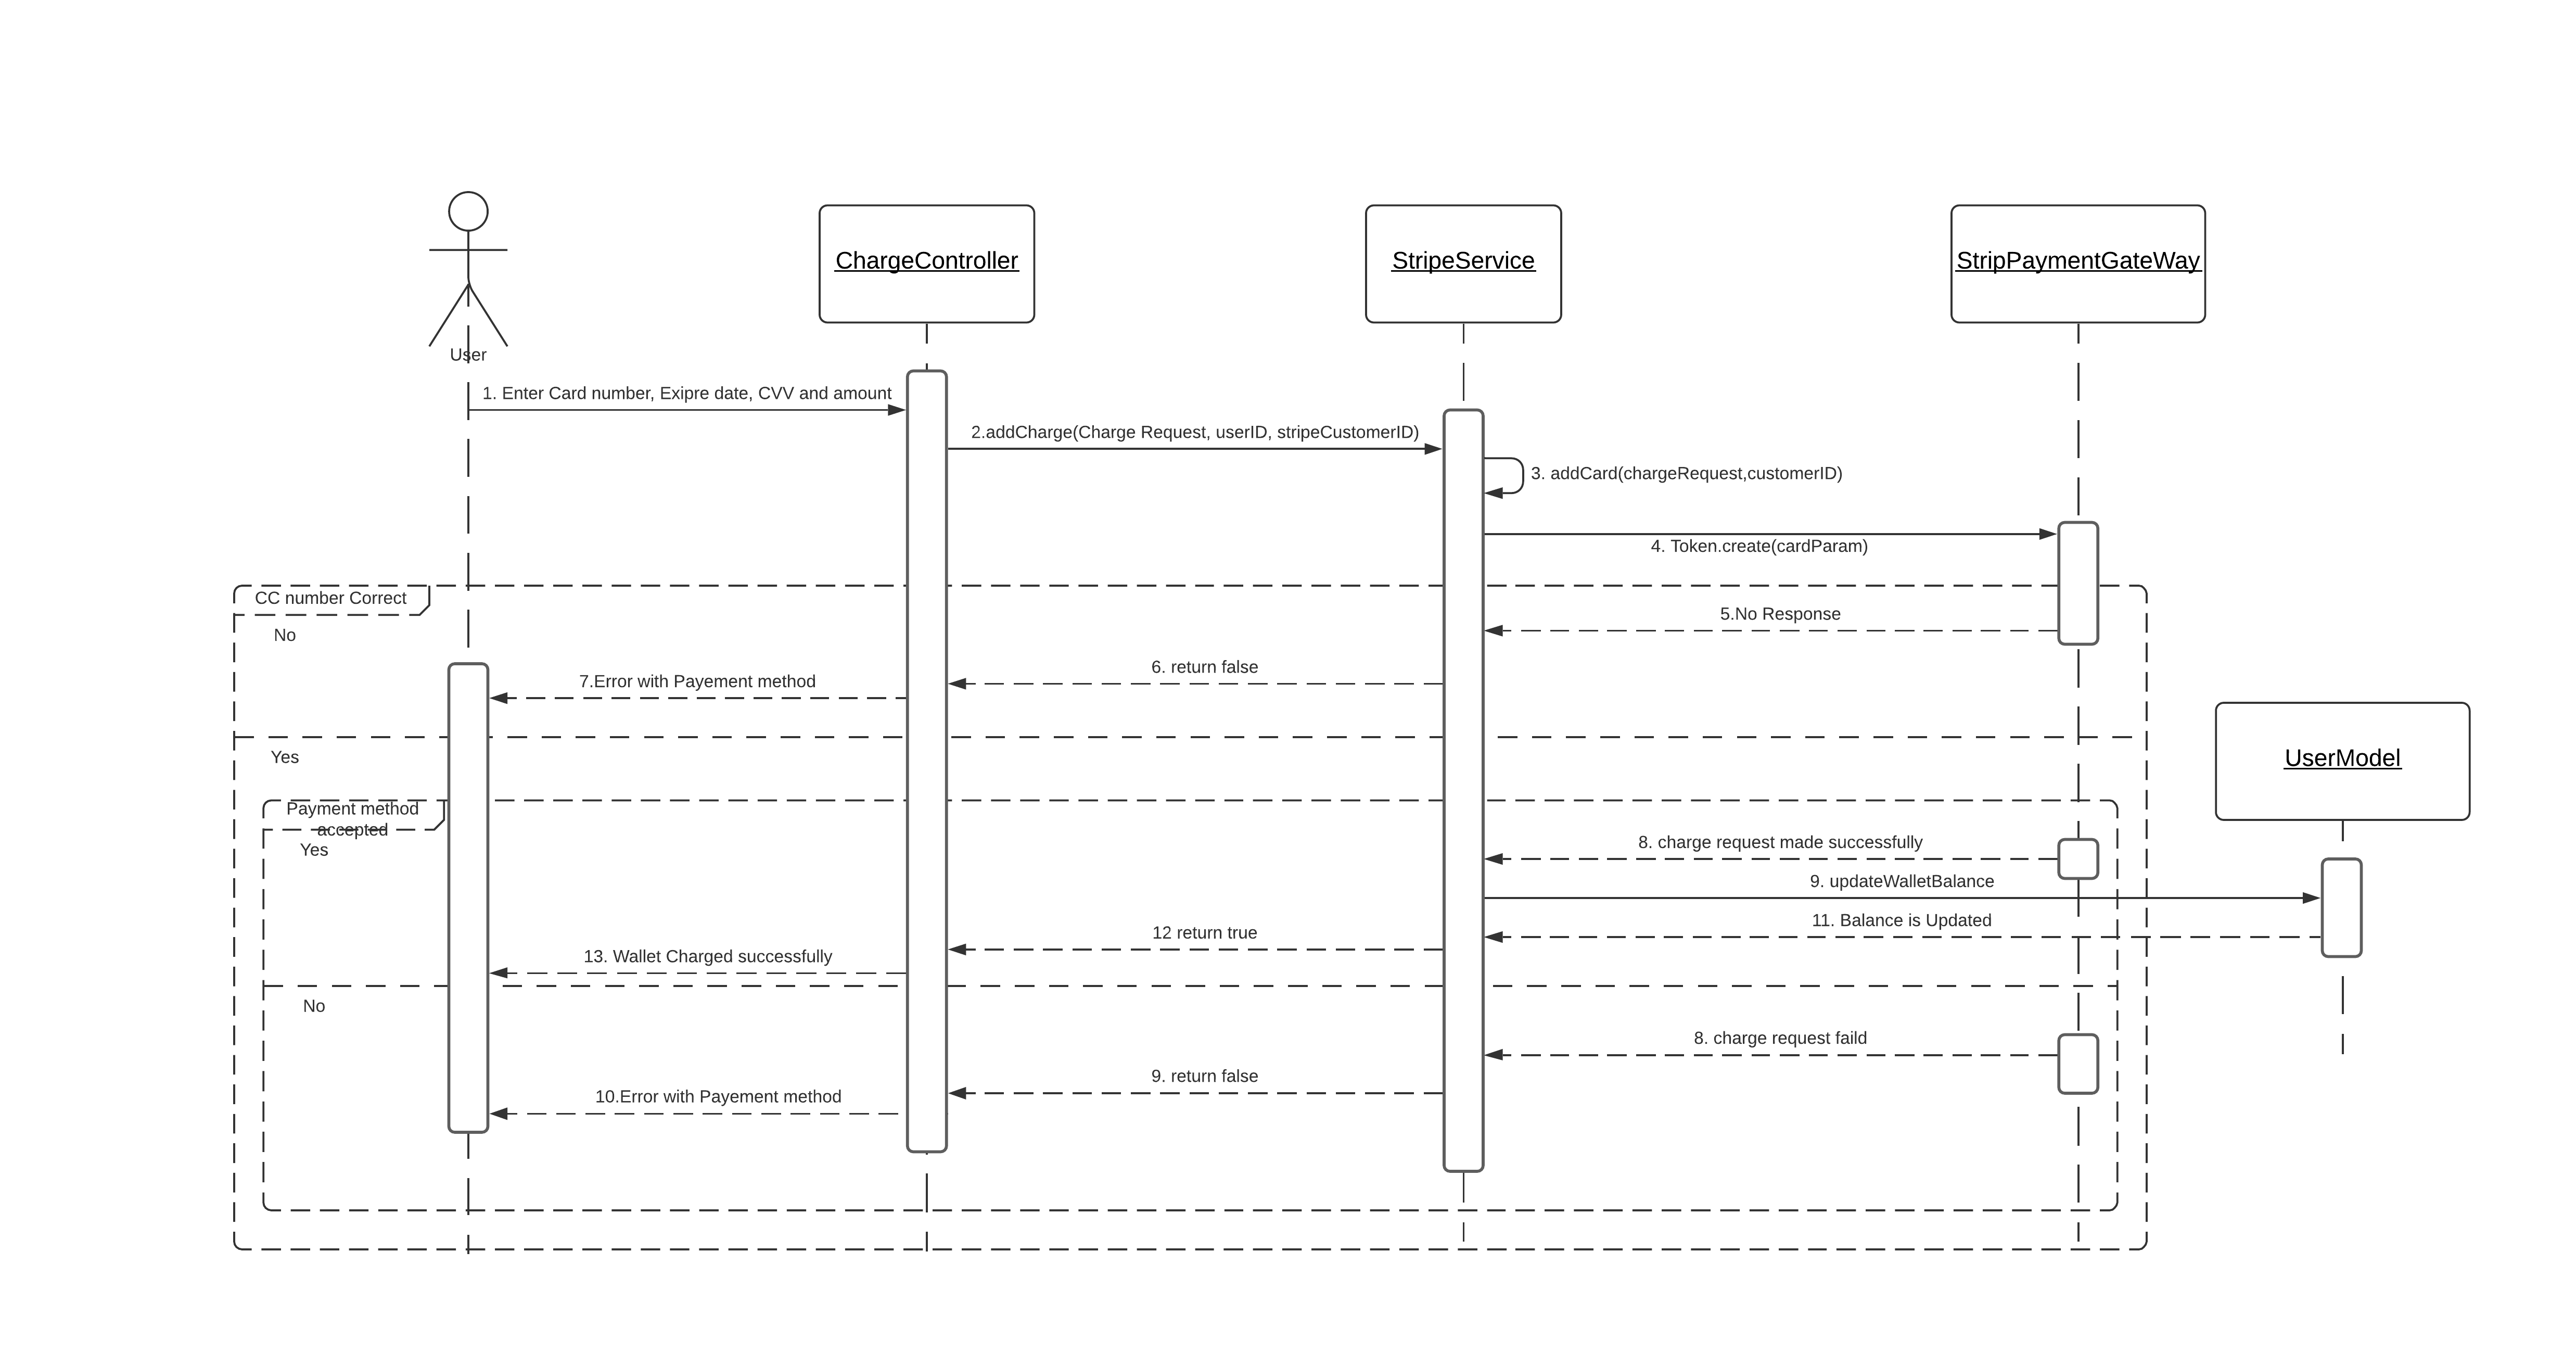 ChargeController
StripeService
StripPaymentGateWay
User
1. Enter Card number, Exipre date, CVV and amount
2.addCharge(Charge Request, userID, stripeCustomerID)
3. addCard(chargeRequest,customerID)
4. Token.create(cardParam)
CC number Correct
5.No Response
No
6. return false
7.Error with Payement method
Yes
UserModel
Payment method
accepted
Yes
8. charge request made successfully
9. updateWalletBalance
11. Balance is Updated
12 return true
13. Wallet Charged successfully
No
8. charge request faild
9. return false
10.Error with Payement method